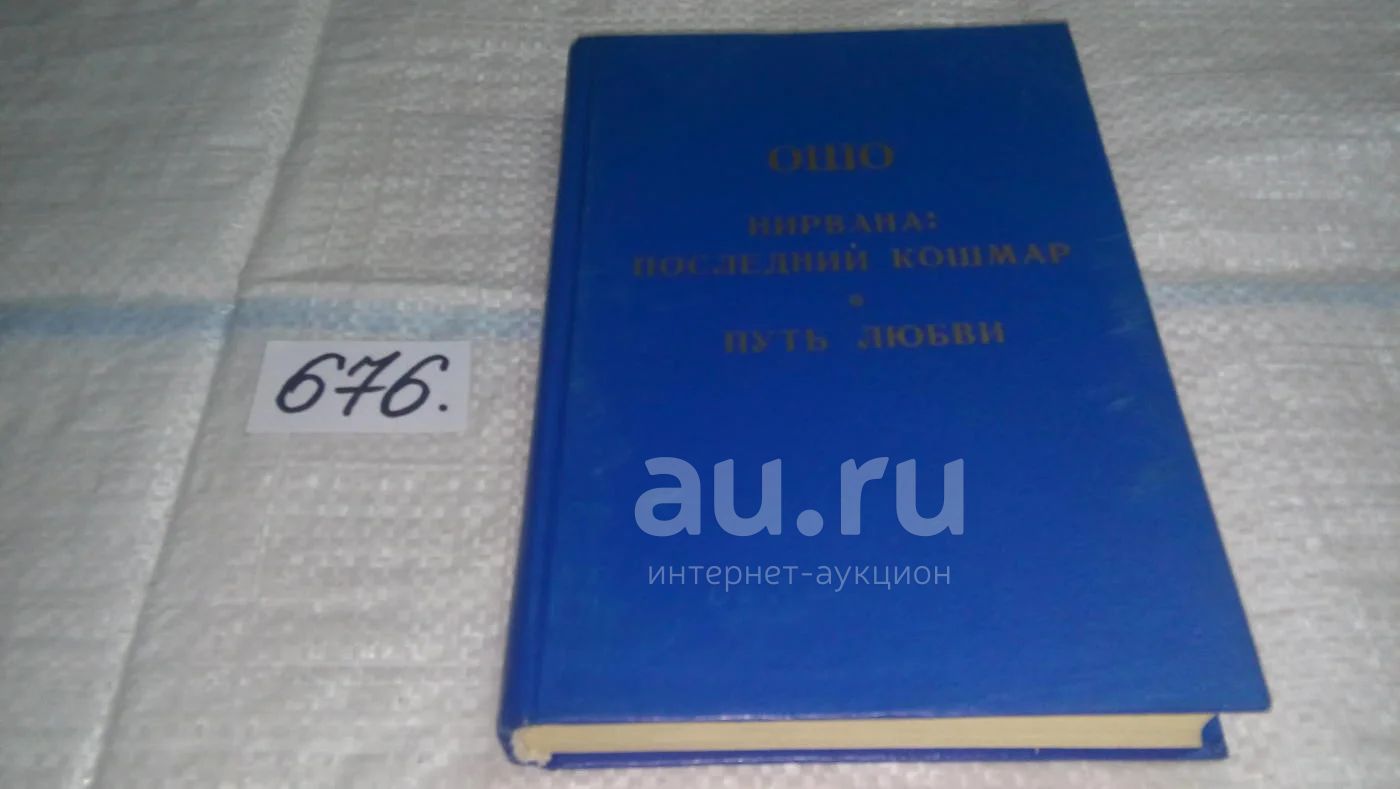 ОШО
НИРВАНА:
ПОСЛЕДНИЙ КОШМАР
•
ПУТЬ ЛЮБВИ
676.
au.ru
интернет-аукцион